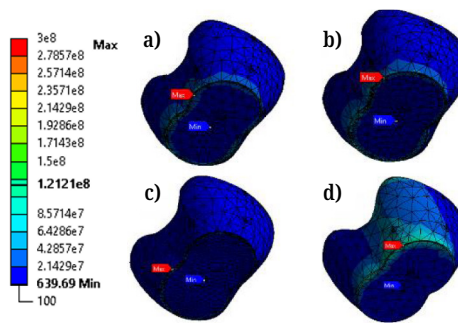 3e8 Max
2.7857e8
2.5714e8
2.3571e8
2.1429e8
1.9286e8
1.7143e8
1.5e8
1.2121e8
8.5714e7
6.4286e7
4.2857e7
2.1429e7
639.69 Min
100
a)
Max
Min
b)
Max
Min
c)
Max
Min
d)
Max
Min